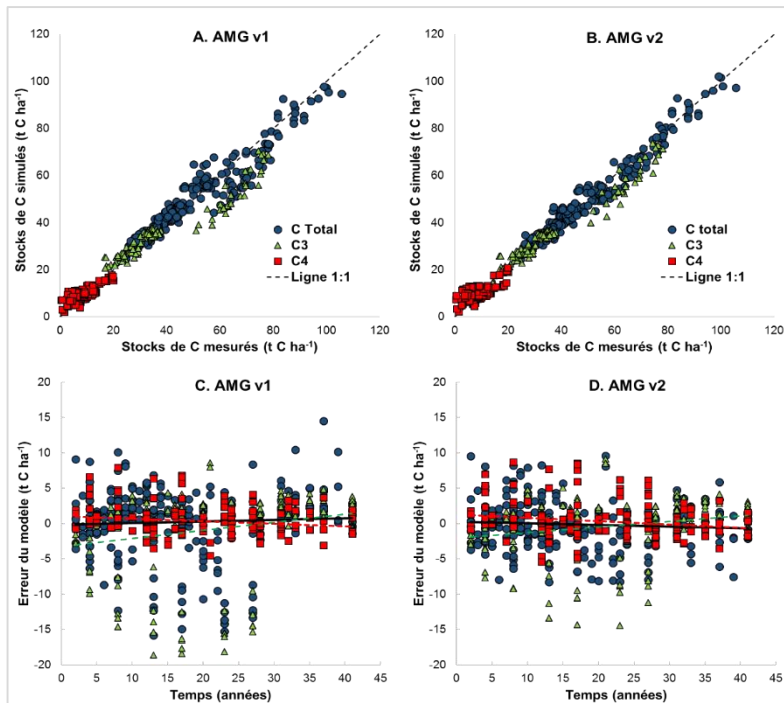 A. AMG v1
120
100
80
60
40
20
0
0 20 40 60 80 100 120
Stocks de C simulés (t C ha⁻¹)
Stocks de C mesurés (t C ha⁻¹)
C Total
C3
C4
Ligne 1:1
B. AMG v2
120
100
80
60
40
20
0
0 20 40 60 80 100 120
Stocks de C simulés (t C ha⁻¹)
Stocks de C mesurés (t C ha⁻¹)
C total
C3
C4
Ligne 1:1
C. AMG v1
20
15
10
5
0
-5
-10
-15
-20
0 5 10 15 20 25 30 35 40 45
Erreur du modèle (t C ha⁻¹)
Temps (années)
D. AMG v2
20
15
10
5
0
-5
-10
-15
-20
0 5 10 15 20 25 30 35 40 45
Erreur du modèle (t C ha⁻¹)
Temps (années)